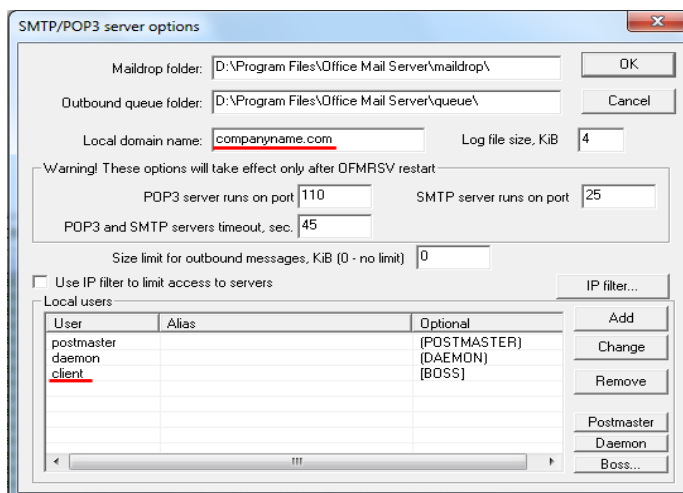 SMTP/POP3 server options
Maildrop folder: D:\Program Files\Office Mail Server\maildrop\ OK
Outbound queue folder: D:\Program Files\Office Mail Server\queue\ Cancel
Local domain name: companyname.com Log file size, KiB 4
Warning! These options will take effect only after OFMRSV restart
POP3 server runs on port 110 SMTP server runs on port 25
POP3 and SMTP servers timeout, sec. 45
Size limit for outbound messages, KiB (0 - no limit) 0
Use IP filter to limit access to servers IP filter...
Local users
User Alias Optional Add
postmaster (POSTMASTER)
daemon (DAEMON) Change
client [BOSS]
Remove
Postmaster
Daemon
Boss...